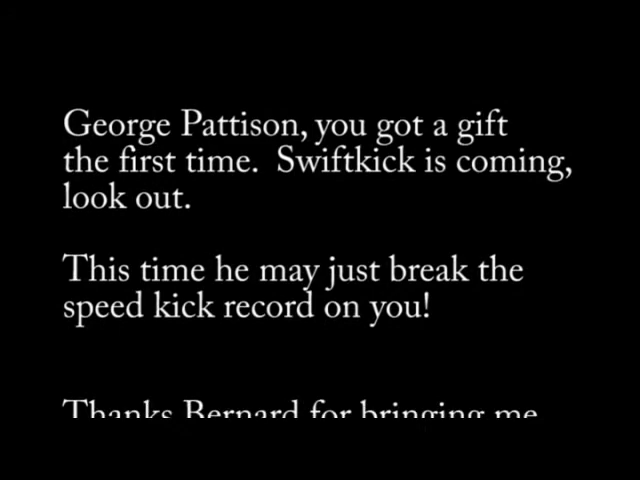 George Pattison, you got a gift
the first time.  Swiftkick is coming,
look out.
This time he may just break the
speed kick record on you!
Thanks Bernard for bringing me